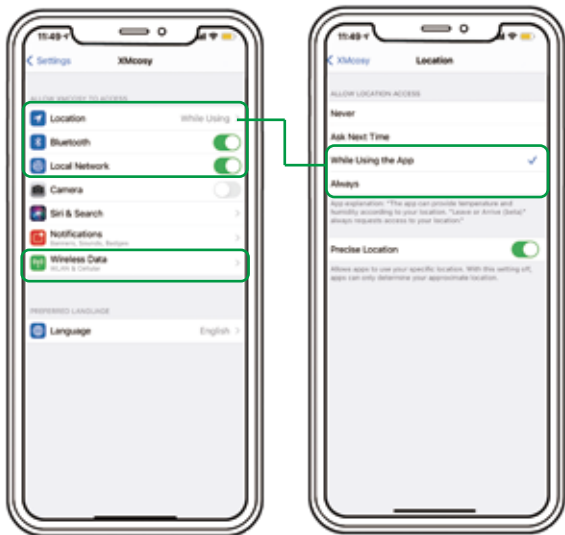 11:49
Settings
XMcosy
ALLOW XMCOSY TO ACCESS
Location
While Using
Bluetooth
Local Network
Camera
Siri & Search
Notifications
Banners, Sounds, Badges
Wireless Data
WLAN & Cellular
PREFERRED LANGUAGE
Language
English
11:49
XMcosy
Location
ALLOW LOCATION ACCESS
Never
Ask Next Time
While Using the App
Always
App explanation: "The app can provide temperature and
humidity according to your location. "Leave or Arrive (beta)"
always requests access to your location"
Precise Location
Allows apps to use your specific location. With this setting off,
apps can only determine your approximate location.